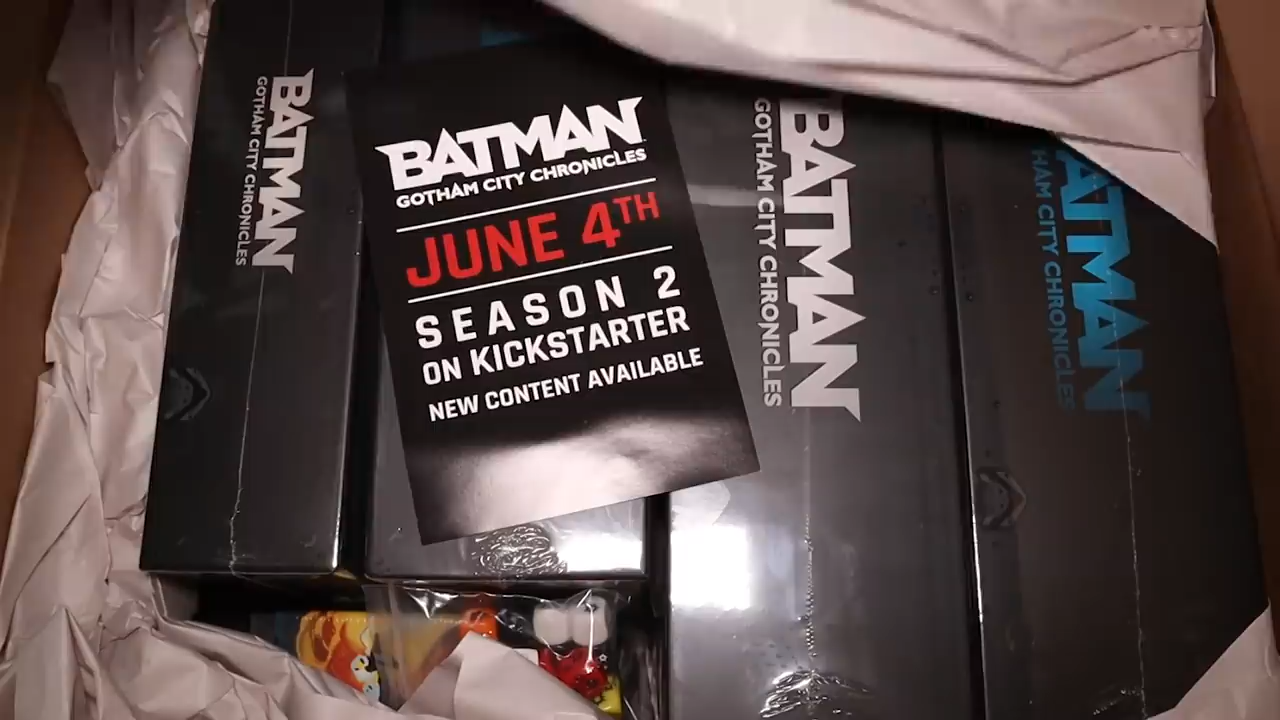 BATMAN
GOTHAM CITY CHRONICLES
BATMAN
GOTHAM CITY CHRONICLES
JUNE 4TH
SEASON 2
ON KICKSTARTER
NEW CONTENT AVAILABLE
BATMAN
GOTHAM CITY CHRONICLES
BATMAN
HAM CITY CHRONICLES